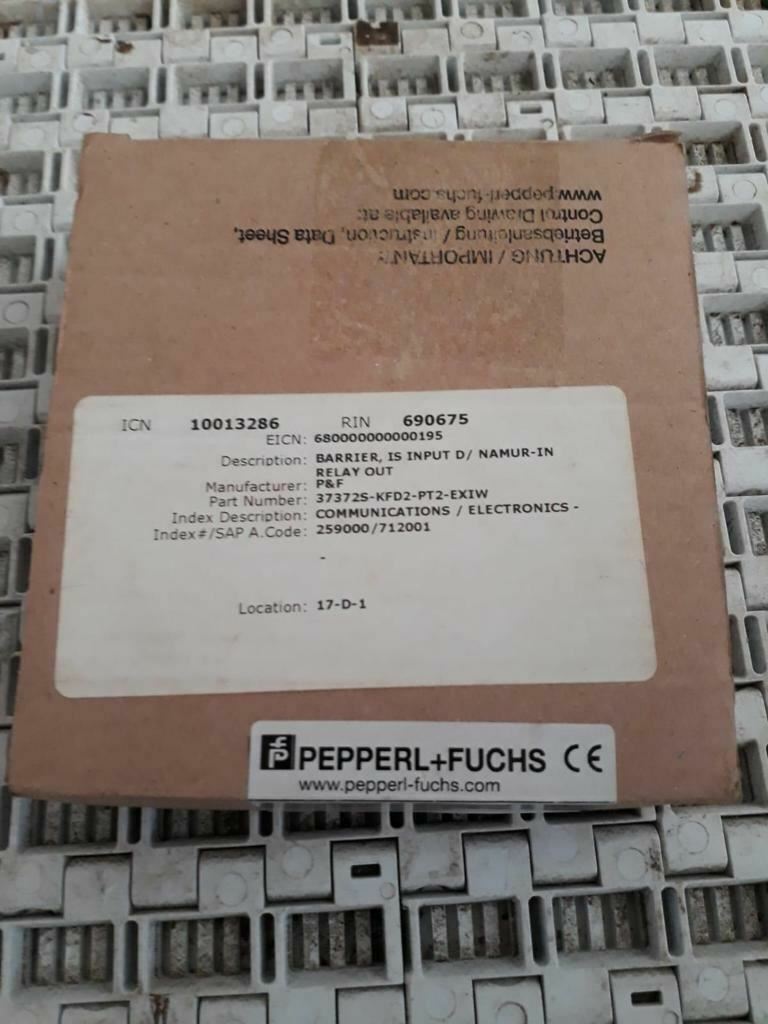 ACHTUNG / IMPORTANT:
Betriebsanleitung / Instruction, Data Sheet,
Control Drawing available at:
www.pepperl-fuchs.com
ICN 10013286 RIN 690675
EICN: 680000000000195
Description: BARRIER, IS INPUT D/ NAMUR-IN
RELAY OUT
Manufacturer: P&F
Part Number: 37372S-KFD2-PT2-EXIW
Index Description: COMMUNICATIONS / ELECTRONICS -
Index#/SAP A.Code: 259000/712001
-
Location: 17-D-1
PEPPERL+FUCHS CE
www.pepperl-fuchs.com